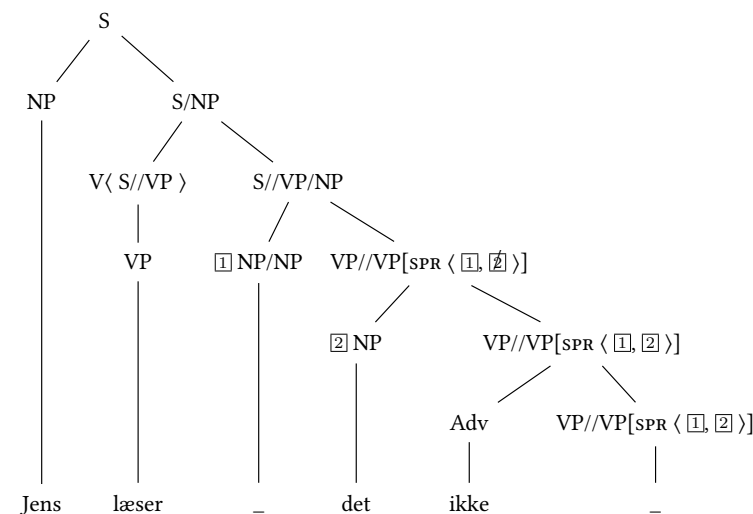 S
NP S/NP
V⟨ S//VP ⟩ S//VP/NP
VP 1 NP/NP VP//VP[SPR ⟨ 1, 2̸ ⟩]
2 NP VP//VP[SPR ⟨ 1, 2 ⟩]
Adv VP//VP[SPR ⟨ 1, 2 ⟩]
Jens læser _ det ikke _